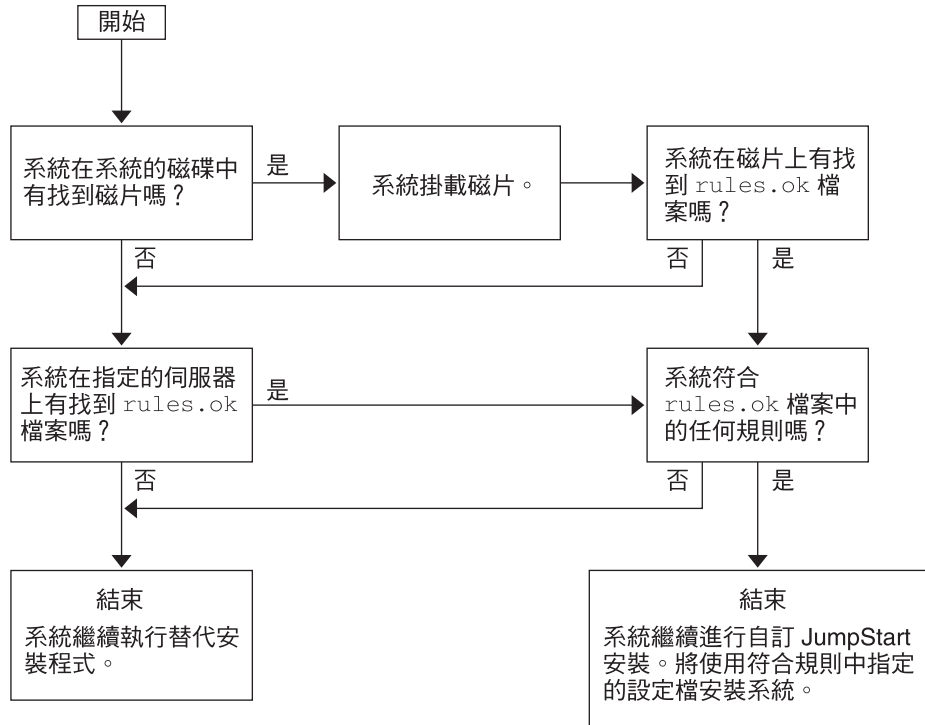 開始
系統在系統的磁碟中
有找到磁片嗎？
是
系統掛載磁片。
系統在磁片上有找
到 rules.ok 檔
案嗎？
否
否
是
系統在指定的伺服器
上有找到 rules.ok
檔案嗎？
是
系統符合
rules.ok 檔案中
的任何規則嗎？
否
否
是
結束
系統繼續執行替代安
裝程式。
結束
系統繼續進行自訂 JumpStart
安裝。將使用符合規則中指定
的設定檔安裝系統。